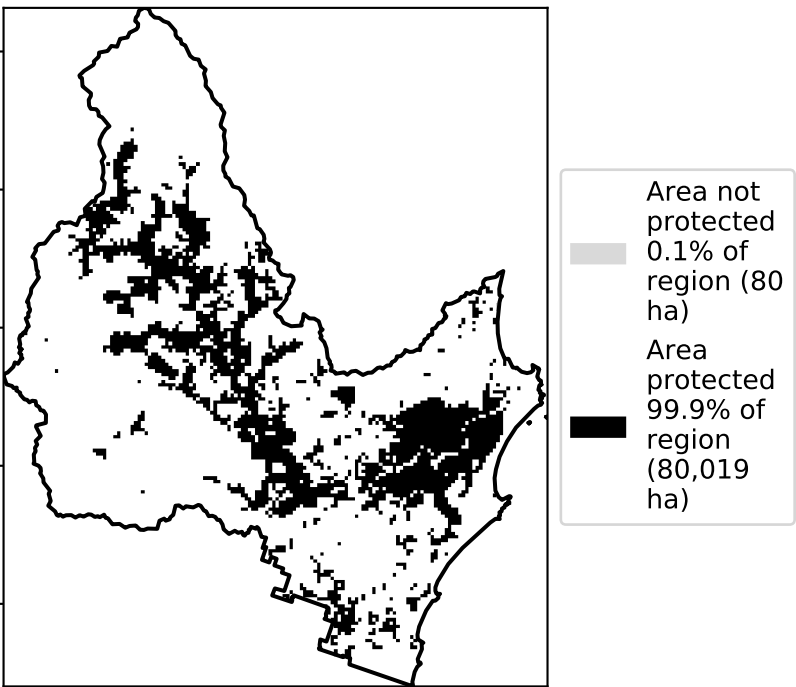 Area not
protected
0.1% of
region (80
ha)
Area
protected
99.9% of
region
(80,019
ha)